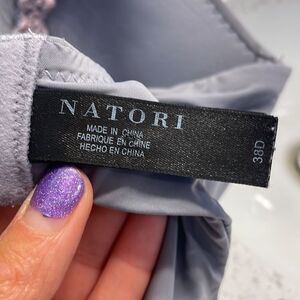 NATORI
MADE IN CHINA
FABRIQUE EN CHINE
HECHO EN CHINA
38D